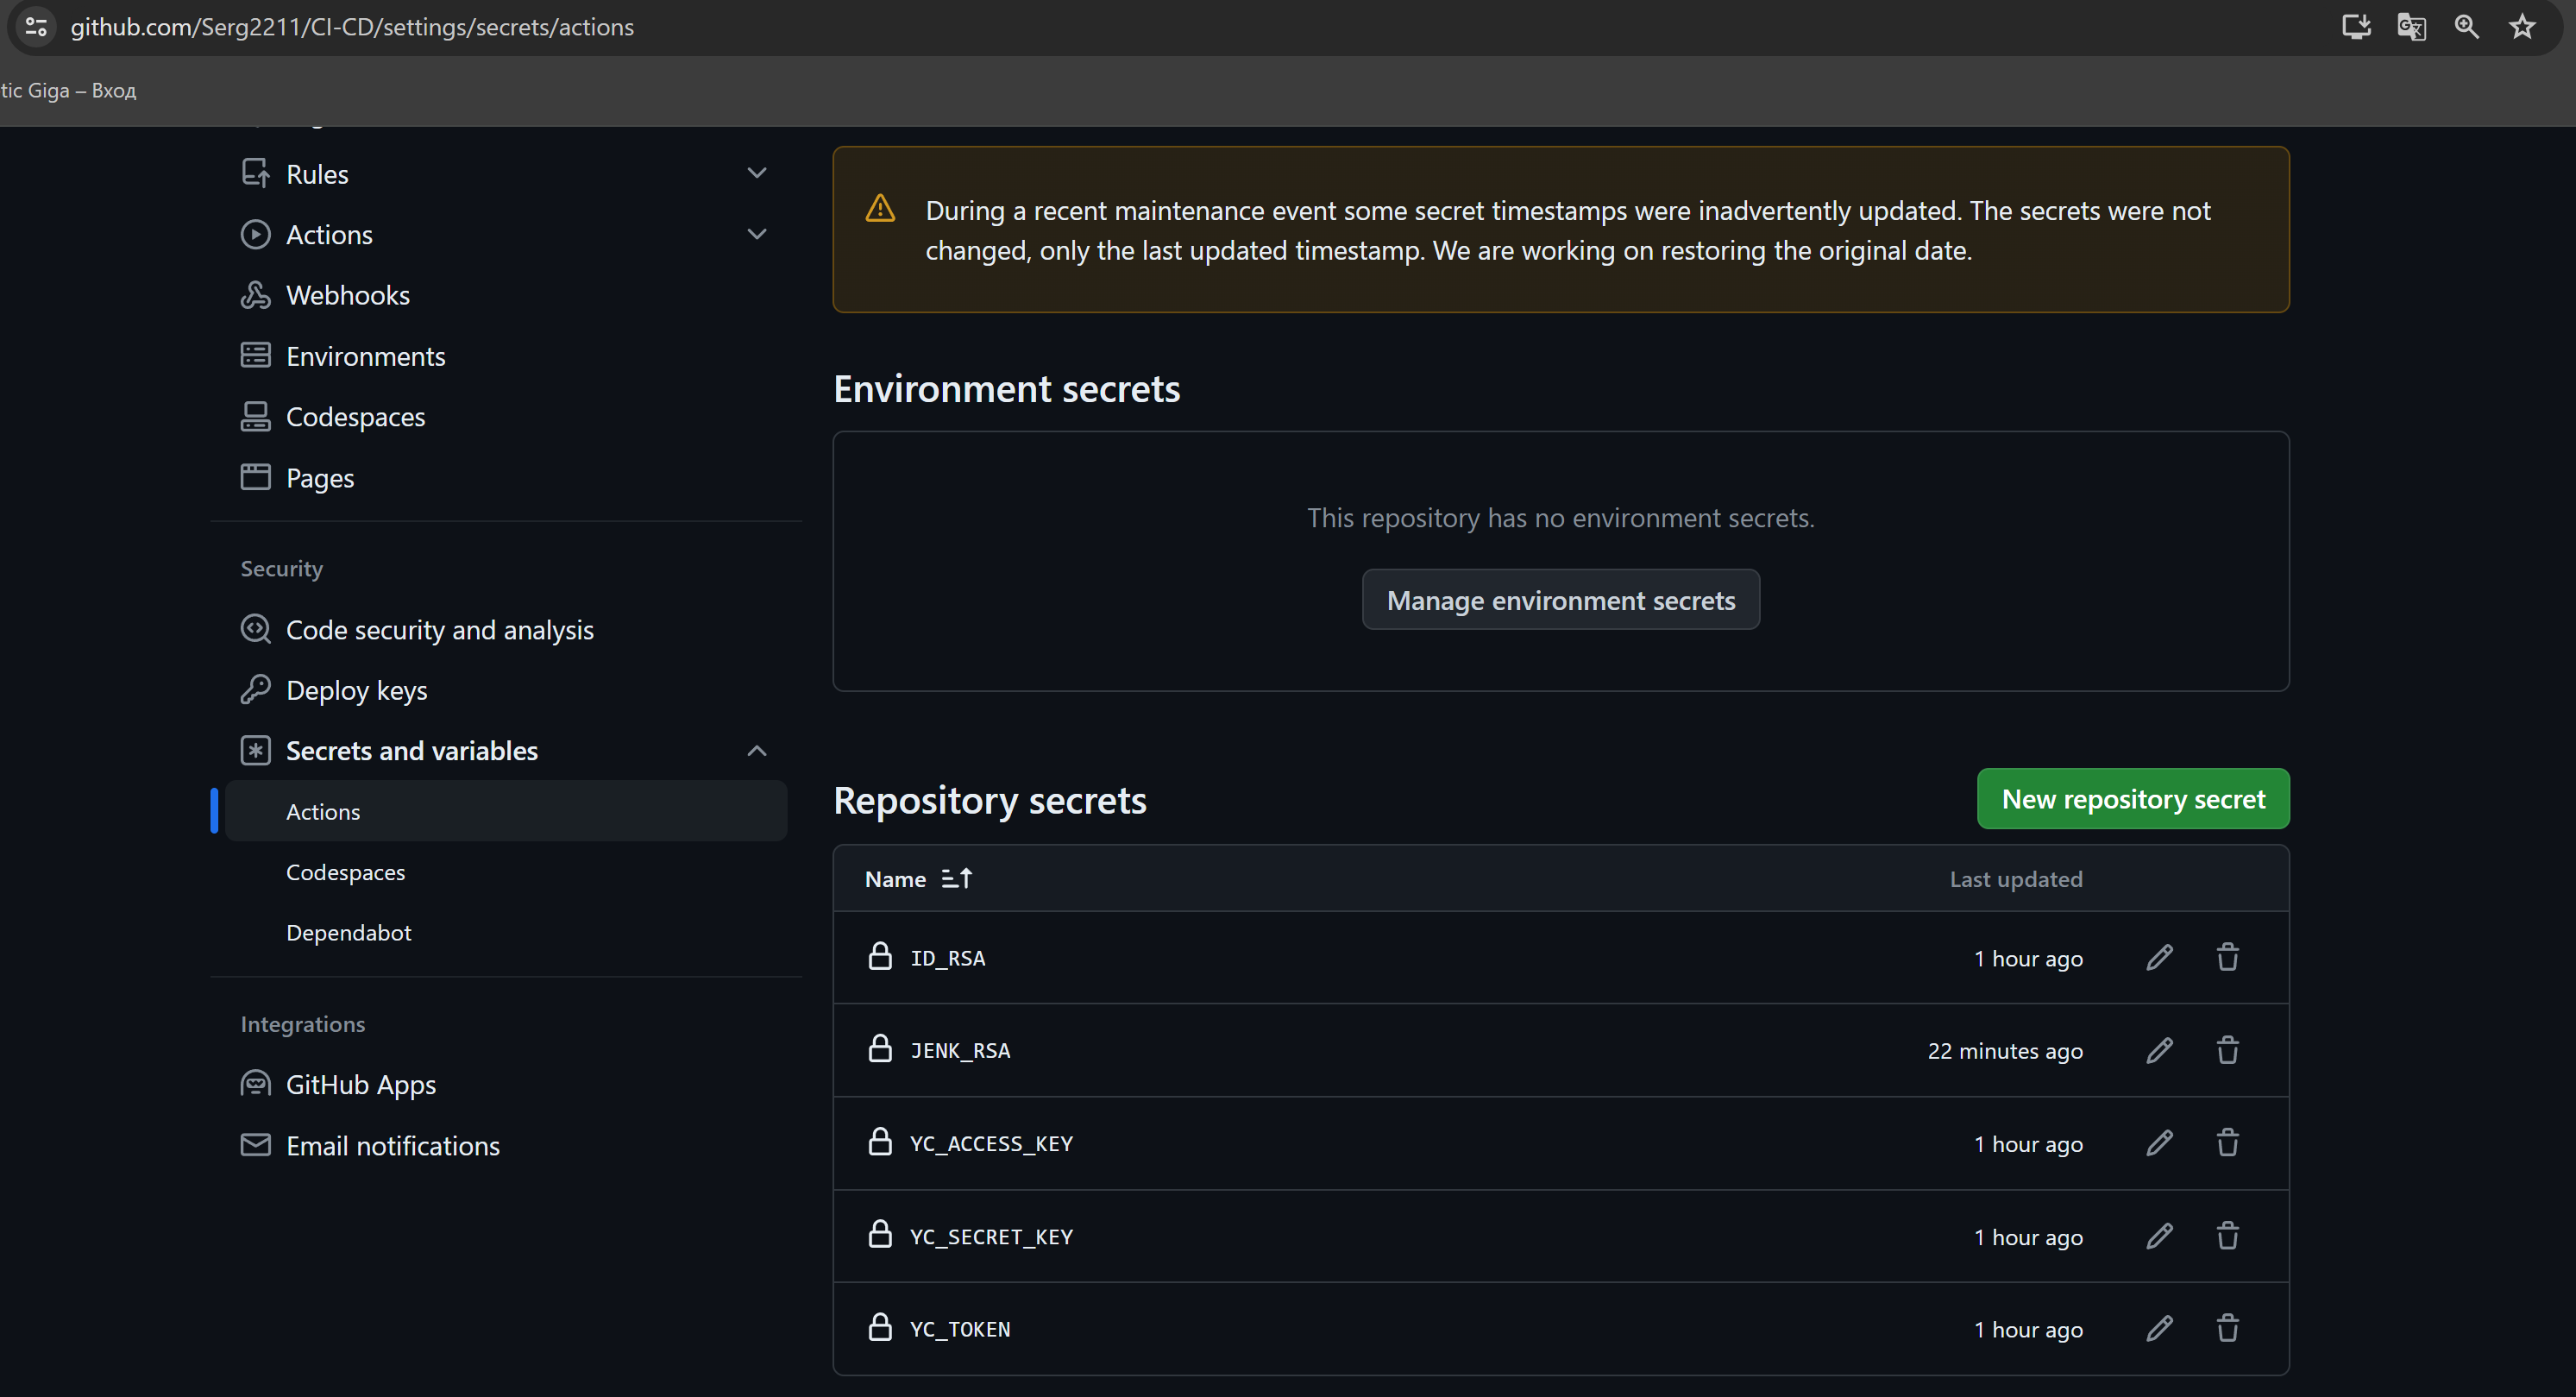 github.com/Serg2211/CI-CD/settings/secrets/actions
tic Giga – Вход
Rules
Actions
Webhooks
Environments
Codespaces
Pages
Security
Code security and analysis
Deploy keys
Secrets and variables
Actions
Codespaces
Dependabot
Integrations
GitHub Apps
Email notifications
During a recent maintenance event some secret timestamps were inadvertently updated. The secrets were not
changed, only the last updated timestamp. We are working on restoring the original date.
Environment secrets
This repository has no environment secrets.
Manage environment secrets
Repository secrets
New repository secret
Name
Last updated
ID_RSA
1 hour ago
JENK_RSA
22 minutes ago
YC_ACCESS_KEY
1 hour ago
YC_SECRET_KEY
1 hour ago
YC_TOKEN
1 hour ago